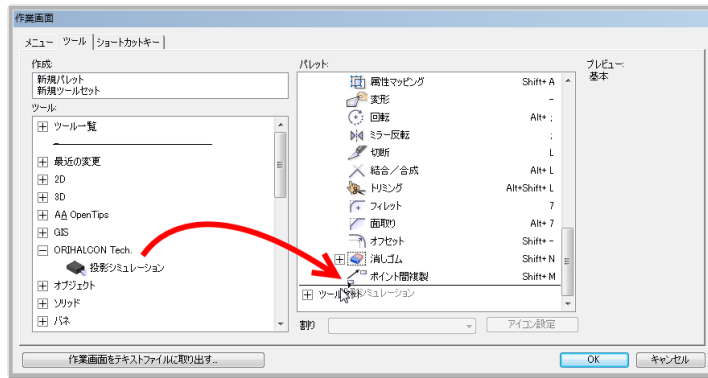 作業画面
メニュー ツール ショートカットキー
作成:
新規パレット
新規ツールセット
ツール:
ツール一覧
最近の変更
2D
3D
AA OpenTips
GIS
ORIHALCON Tech.
投影シミュレーション
オブジェクト
ソリッド
バネ
パレット:
属性マッピング Shift+ A
変形 -
回転 Alt+ ;
ミラー反転 ;
切断 L
結合／合成 Alt+ L
トリミング Alt+Shift+ L
フィレット 7
面取り Alt+ 7
オフセット Shift+ -
消しゴム Shift+ N
ポイント間複製 Shift+ M
投影シミュレーション
割り
アイコン設定
プレビュー:
基本
作業画面をテキストファイルに取り出す...
OK キャンセル